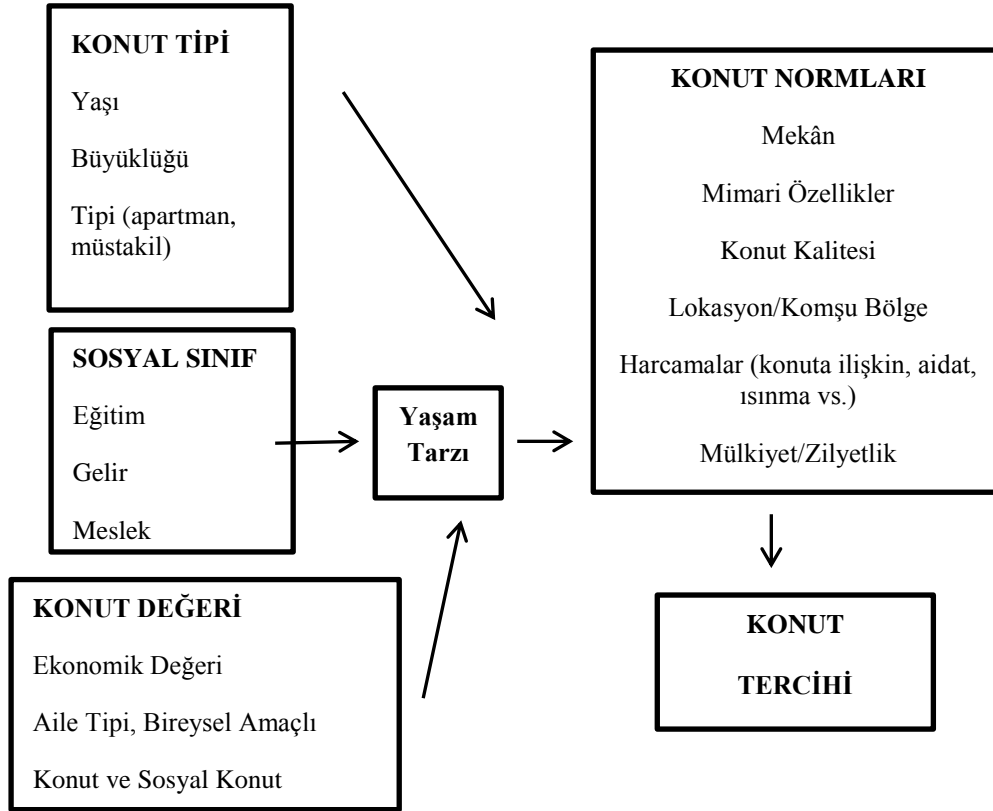 KONUT TİPİ
Yaşı
Büyüklüğü
Tipi (apartman,
müstakil)
SOSYAL SINIF
Eğitim
Gelir
Meslek
KONUT DEĞERİ
Ekonomik Değeri
Aile Tipi, Bireysel Amaçlı
Konut ve Sosyal Konut
Yaşam
Tarzı
KONUT NORMLARI
Mekân
Mimari Özellikler
Konut Kalitesi
Lokasyon/Komşu Bölge
Harcamalar (konuta ilişkin, aidat,
ısınma vs.)
Mülkiyet/Zilyetlik
KONUT
TERCİHİ